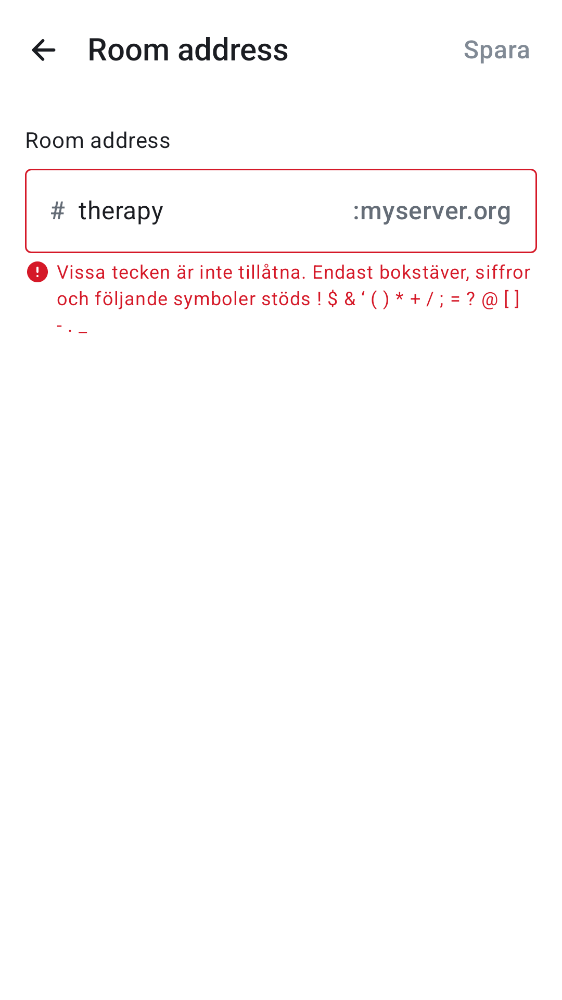 Room address
Spara
Room address
# therapy :myserver.org
Vissa tecken är inte tillåtna. Endast bokstäver, siffror
och följande symboler stöds ! $ & ‘ ( ) * + / ; = ? @ [ ]
- . _